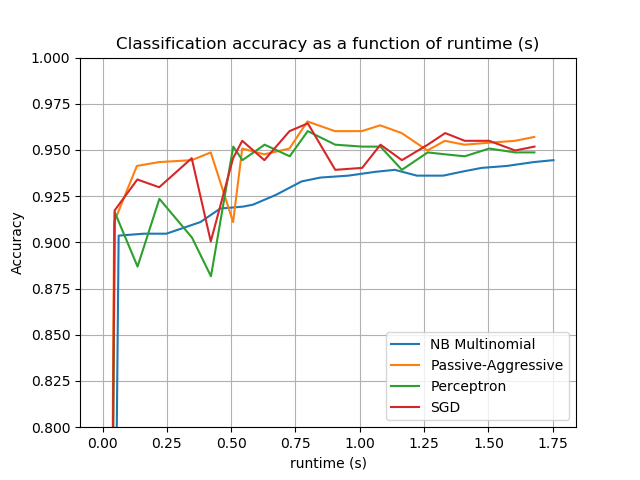 Classification accuracy as a function of runtime (s)
1.000
0.975
0.950
0.925
0.900
0.875
0.850
0.825
0.800
Accuracy
NB Multinomial
Passive-Aggressive
Perceptron
SGD
0.00 0.25 0.50 0.75 1.00 1.25 1.50 1.75
runtime (s)